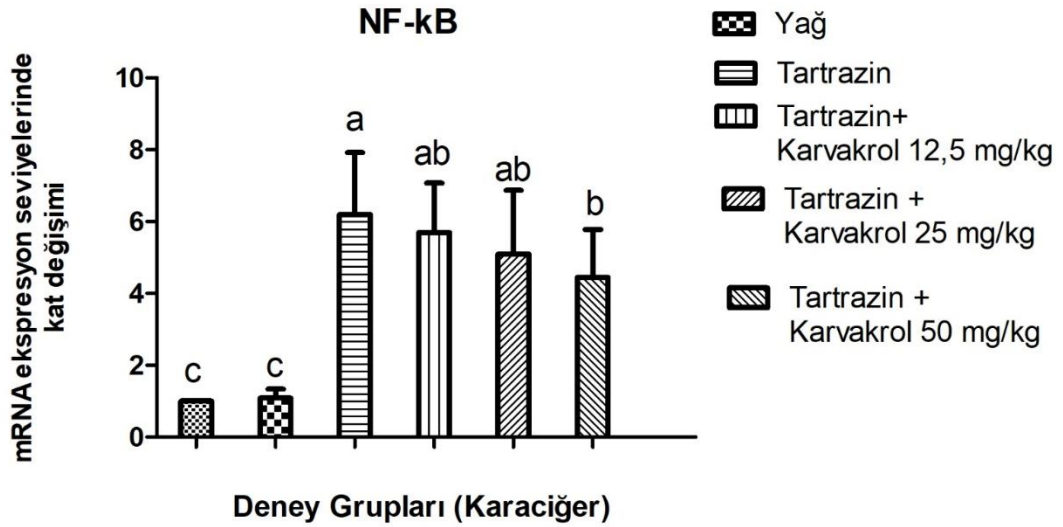 NF-kB
mRNA ekspresyon seviyelerinde
kat değişimi
10
8
6
4
2
0
c
c
a
ab
ab
b
Deney Grupları (Karaciğer)
Yağ
Tartrazin
Tartrazin+
Karvakrol 12,5 mg/kg
Tartrazin +
Karvakrol 25 mg/kg
Tartrazin +
Karvakrol 50 mg/kg